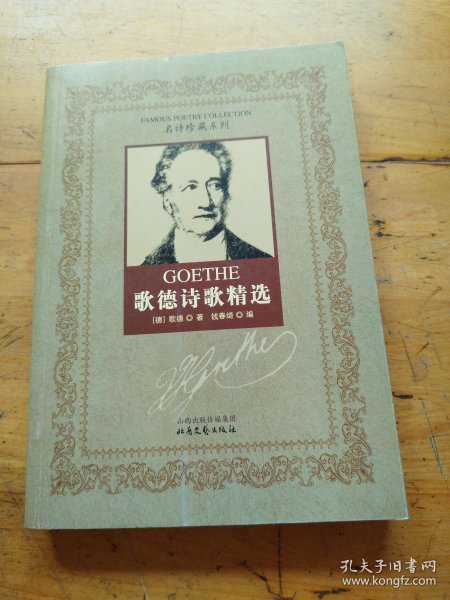 FAMOUS POETRY COLLECTION
名诗珍藏系列
GOETHE
歌德诗歌精选
［德］歌德◎著 钱春绮◎编
Goethe
山西出版传媒集团
北岳文艺出版社
孔夫子旧书网
www.kongfz.com